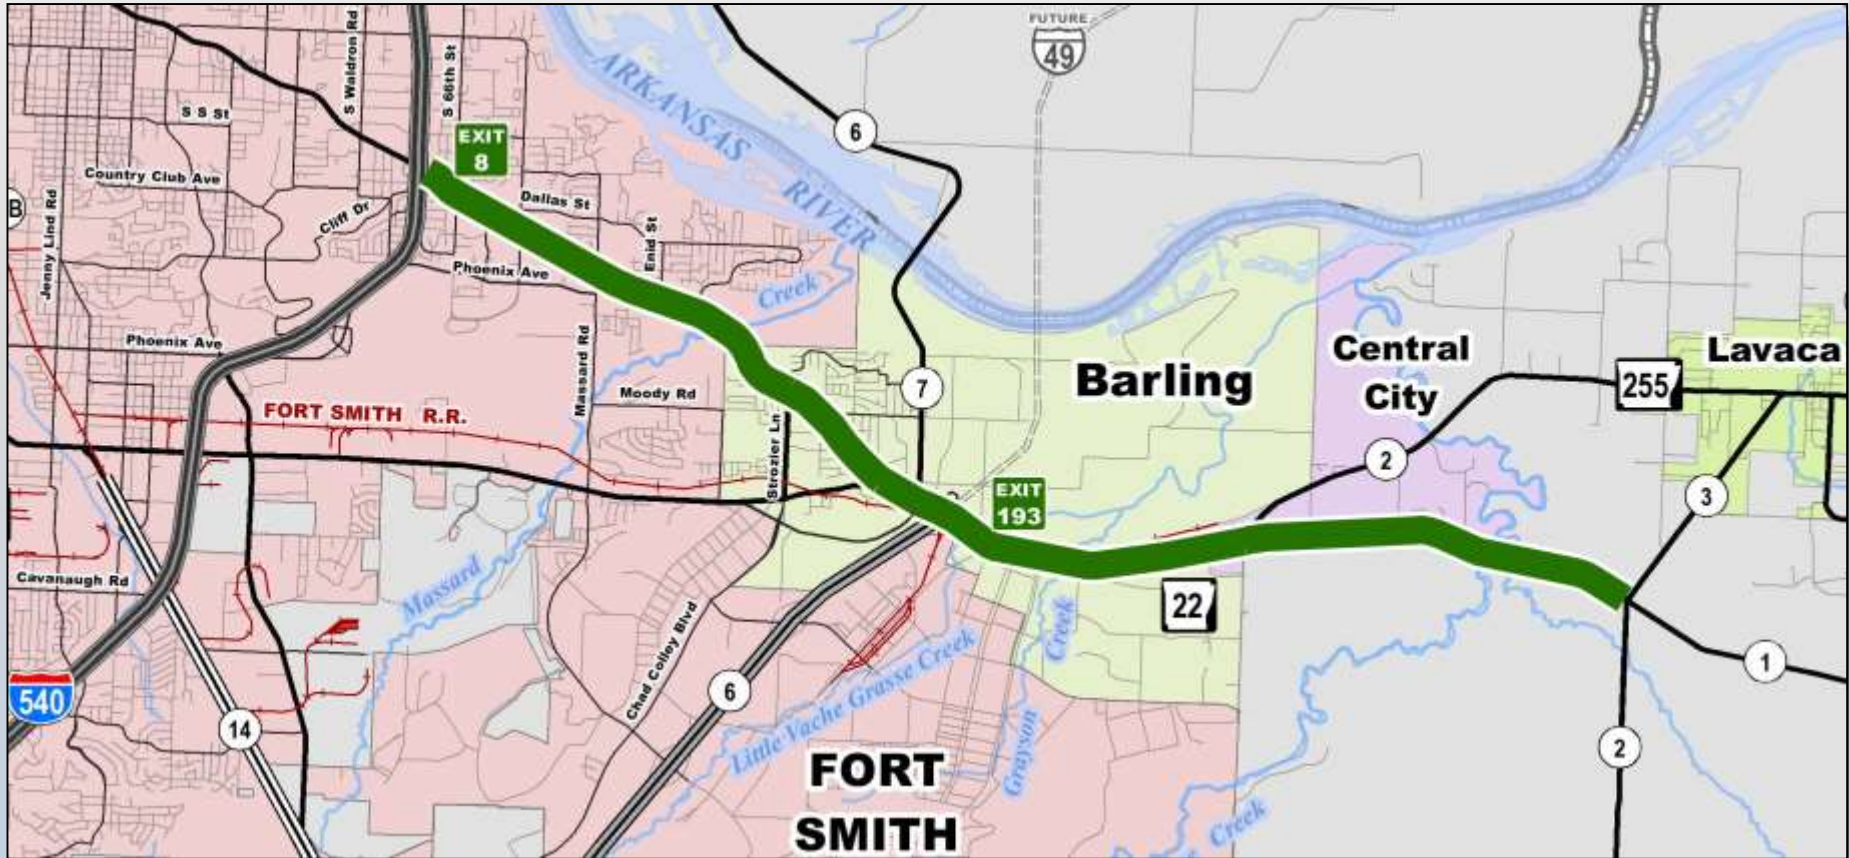 S Waldron Rd
S 66th St
FUTURE
49
ARKANSAS
RIVER
6
S S St
EXIT
8
Country Club Ave
Cliff Dr
Dallas St
Enid St
B
Jenny Lind Rd
Phoenix Ave
Creek
Phoenix Ave
Massard Rd
Moody Rd
7
Barling
Central
City
255
Lavaca
FORT SMITH R.R.
Strozier Ln
2
EXIT
193
3
Cavanaugh Rd
Massard
22
Creek
Chad Colley Blvd
6
Little Vache Grasse Creek
Grayson
1
540
14
2
FORT
SMITH
Creek